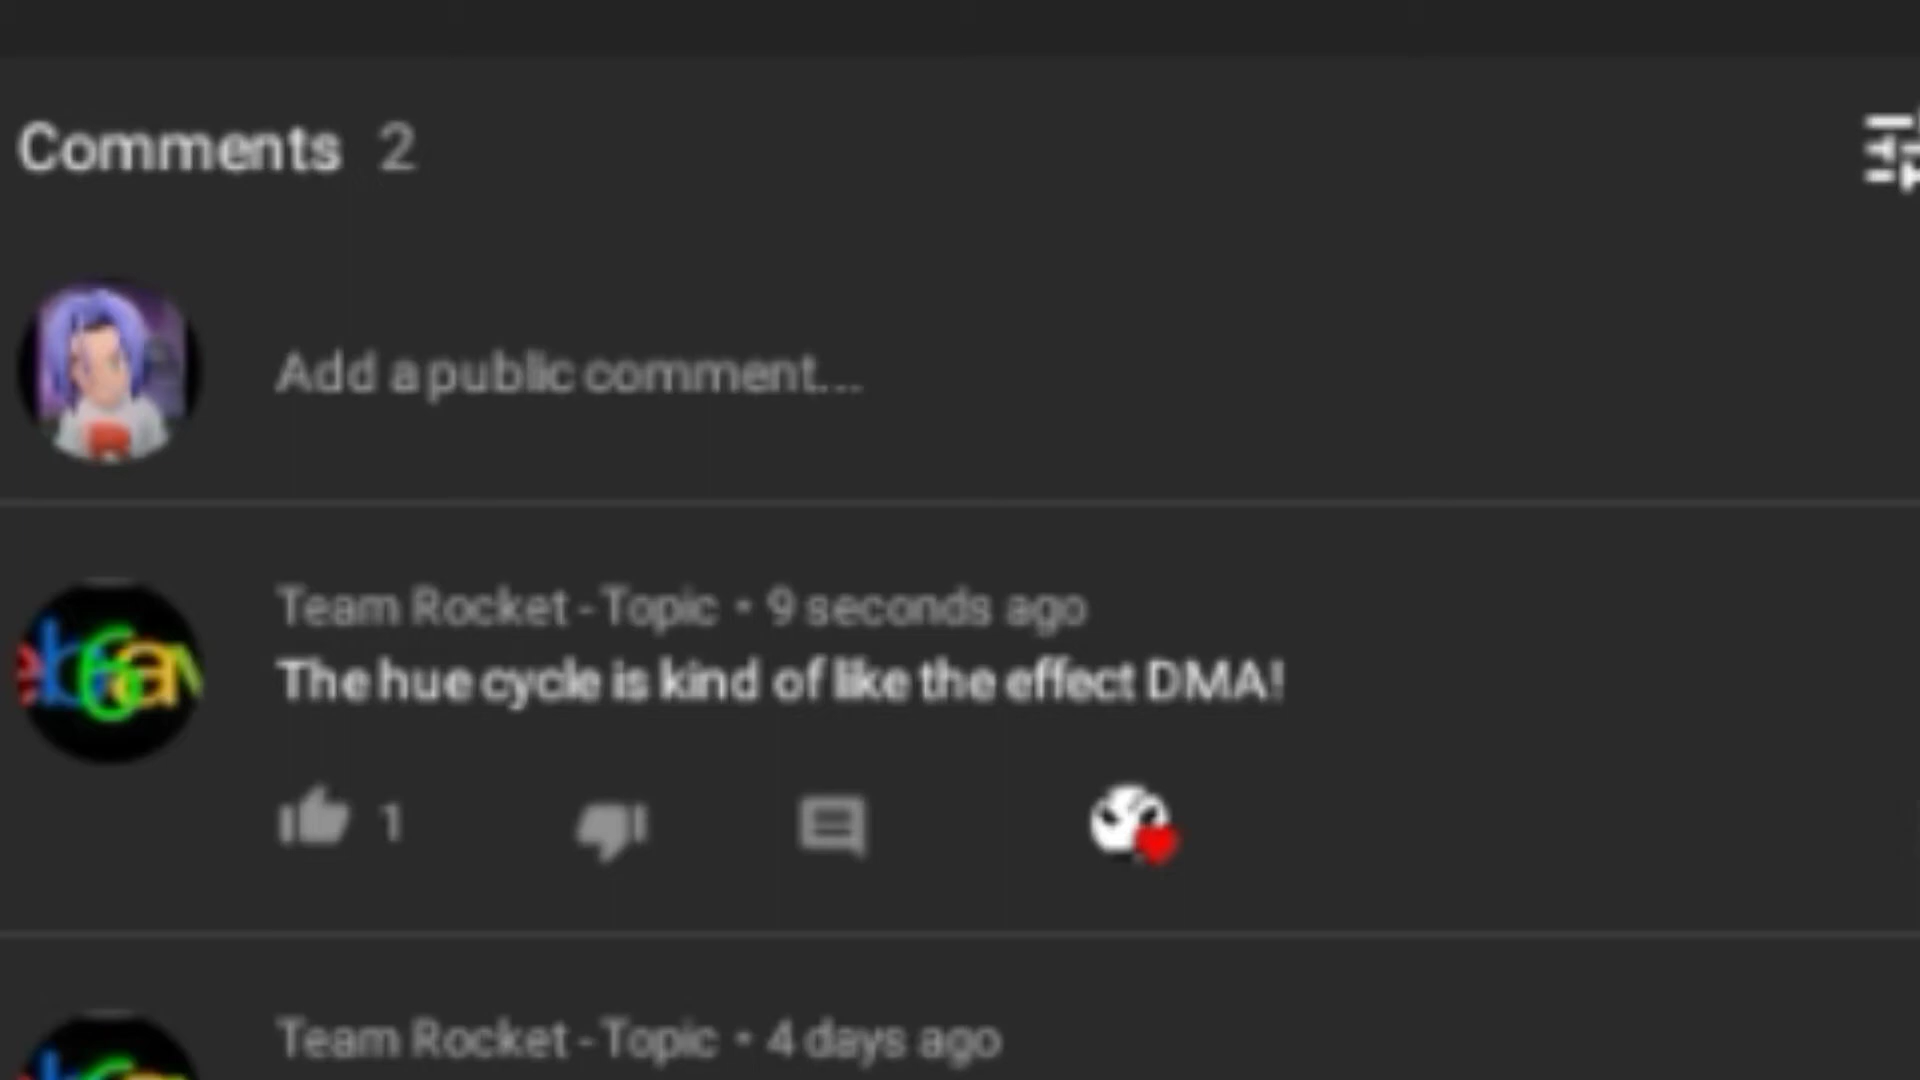 Comments 2
Add a public comment...
Team Rocket - Topic • 9 seconds ago
The hue cycle is kind of like the effect DMA!
1
Team Rocket - Topic • 4 days ago